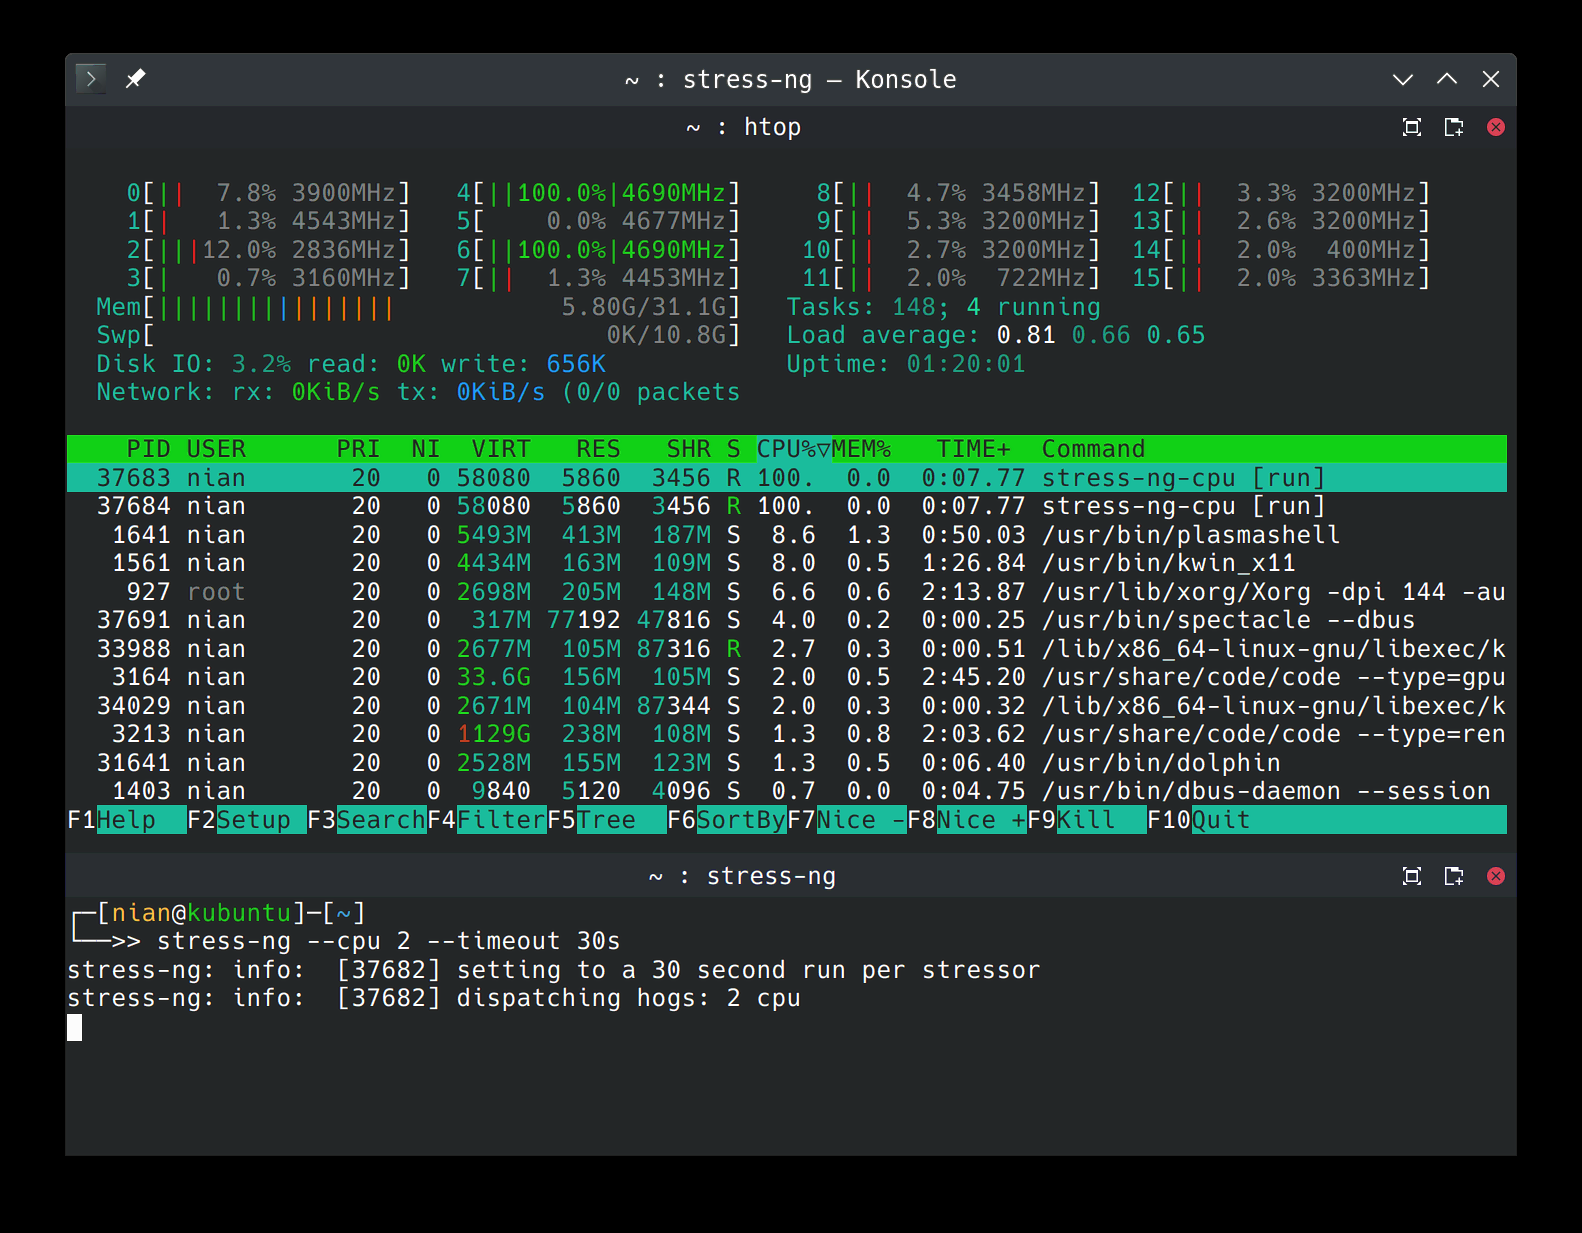 ~ : stress-ng — Konsole
~ : htop
0[|| 7.8% 3900MHz] 4[||100.0%|4690MHz] 8[|| 4.7% 3458MHz] 12[|| 3.3% 3200MHz]
1[| 1.3% 4543MHz] 5[ 0.0% 4677MHz] 9[|| 5.3% 3200MHz] 13[|| 2.6% 3200MHz]
2[|||12.0% 2836MHz] 6[||100.0%|4690MHz] 10[|| 2.7% 3200MHz] 14[|| 2.0% 400MHz]
3[| 0.7% 3160MHz] 7[|| 1.3% 4453MHz] 11[|| 2.0% 722MHz] 15[|| 2.0% 3363MHz]
Mem[|||||||||||||||| 5.80G/31.1G] Tasks: 148; 4 running
Swp[ 0K/10.8G] Load average: 0.81 0.66 0.65
Disk IO: 3.2% read: 0K write: 656K Uptime: 01:20:01
Network: rx: 0KiB/s tx: 0KiB/s (0/0 packets
PID USER PRI NI VIRT RES SHR S CPU%▽MEM% TIME+ Command
37683 nian 20 0 58080 5860 3456 R 100. 0.0 0:07.77 stress-ng-cpu [run]
37684 nian 20 0 58080 5860 3456 R 100. 0.0 0:07.77 stress-ng-cpu [run]
1641 nian 20 0 5493M 413M 187M S 8.6 1.3 0:50.03 /usr/bin/plasmashell
1561 nian 20 0 4434M 163M 109M S 8.0 0.5 1:26.84 /usr/bin/kwin_x11
927 root 20 0 2698M 205M 148M S 6.6 0.6 2:13.87 /usr/lib/xorg/Xorg -dpi 144 -au
37691 nian 20 0 317M 77192 47816 S 4.0 0.2 0:00.25 /usr/bin/spectacle --dbus
33988 nian 20 0 2677M 105M 87316 R 2.7 0.3 0:00.51 /lib/x86_64-linux-gnu/libexec/k
3164 nian 20 0 33.6G 156M 105M S 2.0 0.5 2:45.20 /usr/share/code/code --type=gpu
34029 nian 20 0 2671M 104M 87344 S 2.0 0.3 0:00.32 /lib/x86_64-linux-gnu/libexec/k
3213 nian 20 0 1129G 238M 108M S 1.3 0.8 2:03.62 /usr/share/code/code --type=ren
31641 nian 20 0 2528M 155M 123M S 1.3 0.5 0:06.40 /usr/bin/dolphin
1403 nian 20 0 9840 5120 4096 S 0.7 0.0 0:04.75 /usr/bin/dbus-daemon --session
F1Help F2Setup F3SearchF4FilterF5Tree F6SortByF7Nice -F8Nice +F9Kill F10Quit
~ : stress-ng
┌─[nian@kubuntu]─[~]
└──>> stress-ng --cpu 2 --timeout 30s
stress-ng: info: [37682] setting to a 30 second run per stressor
stress-ng: info: [37682] dispatching hogs: 2 cpu